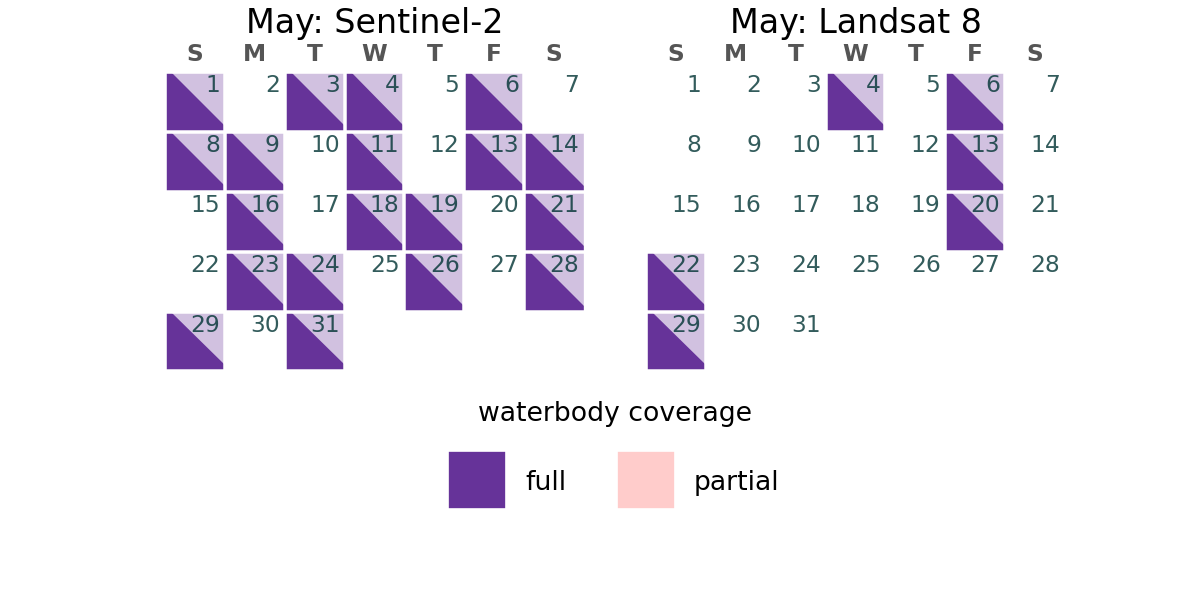 May: Sentinel-2
S M T W T F S
1 2 3 4 5 6 7
8 9 10 11 12 13 14
15 16 17 18 19 20 21
22 23 24 25 26 27 28
29 30 31
May: Landsat 8
S M T W T F S
1 2 3 4 5 6 7
8 9 10 11 12 13 14
15 16 17 18 19 20 21
22 23 24 25 26 27 28
29 30 31
waterbody coverage
full partial